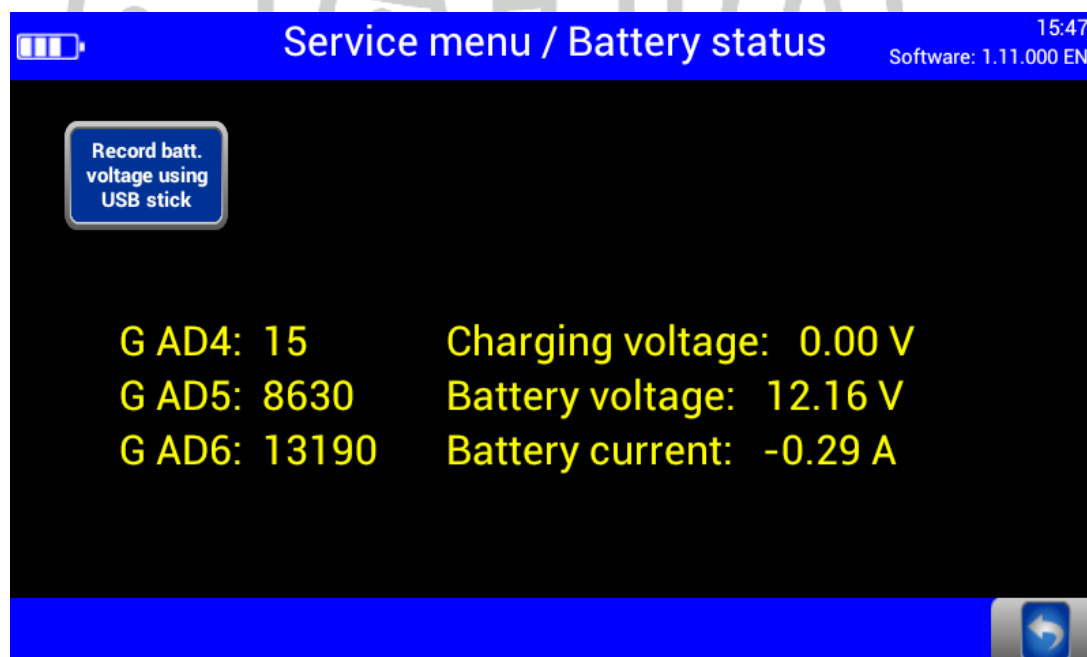 Service menu / Battery status
15:47
Software: 1.11.000 EN
Record batt.
voltage using
USB stick
G AD4: 15 Charging voltage: 0.00 V
G AD5: 8630 Battery voltage: 12.16 V
G AD6: 13190 Battery current: -0.29 A